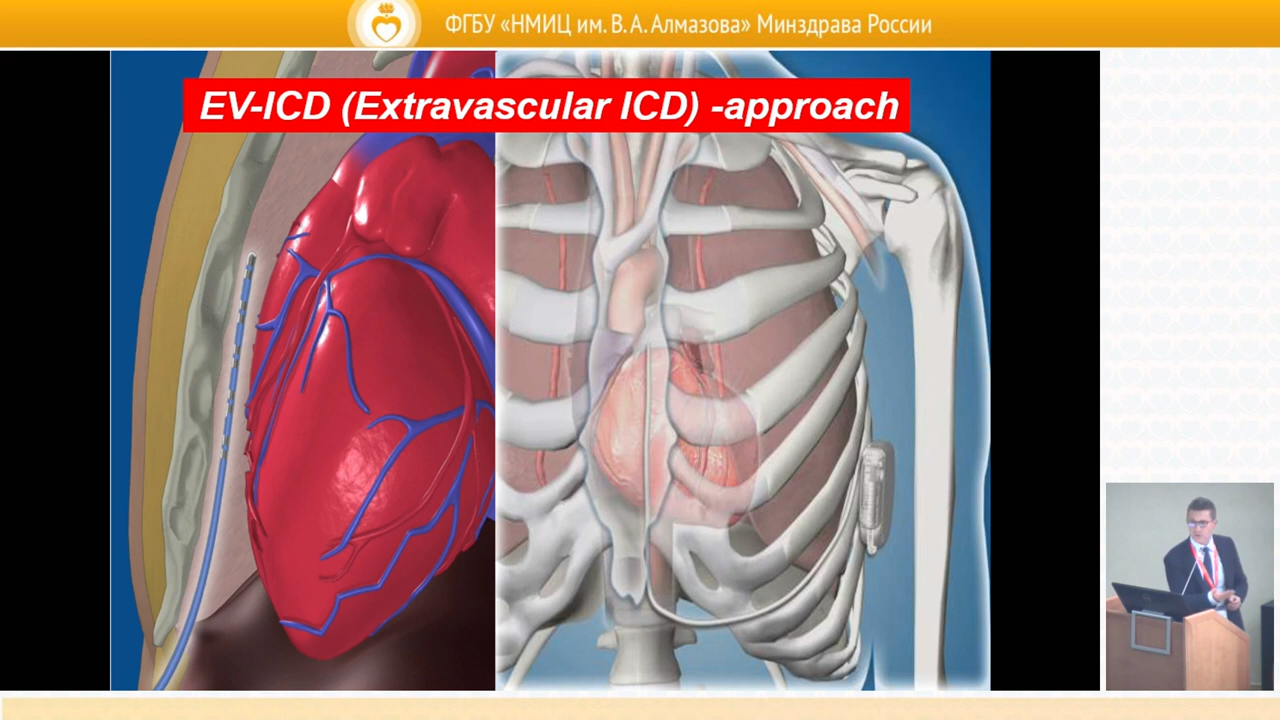 ФГБУ «НМИЦ им. В. А. Алмазова» Минздрава России
EV-ICD (Extravascular ICD) -approach